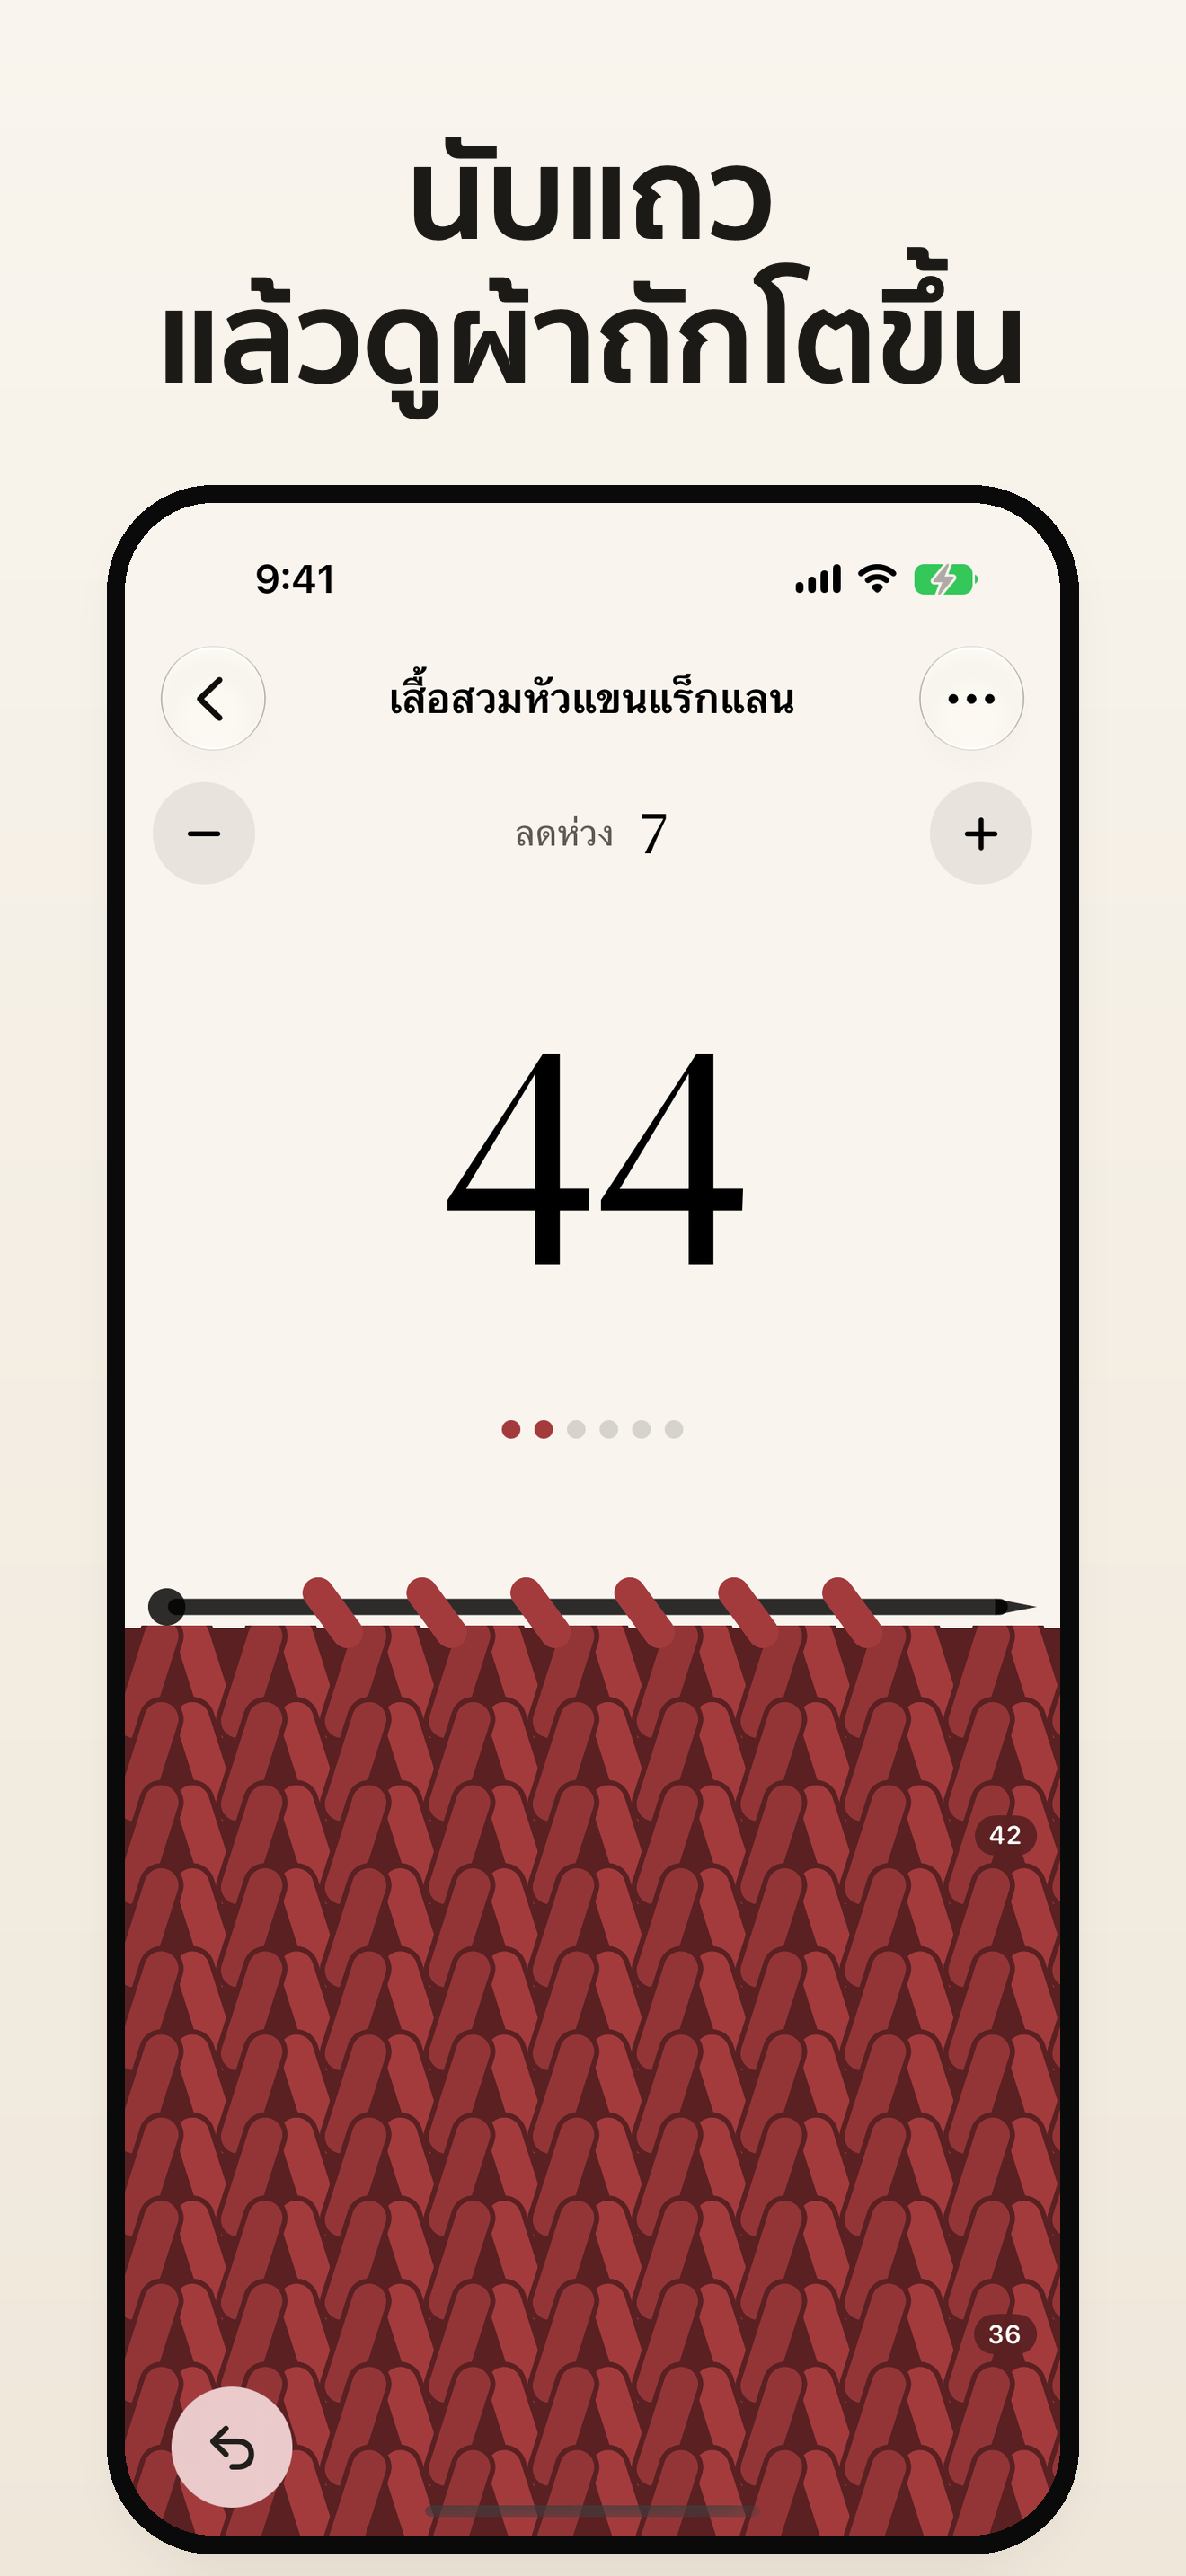 นับแถว
แล้วดูผ้าถักโตขึ้น
9:41
เสื้อสวมหัวแขนแร็กแลน
ลดห่วง 7
44
42
36